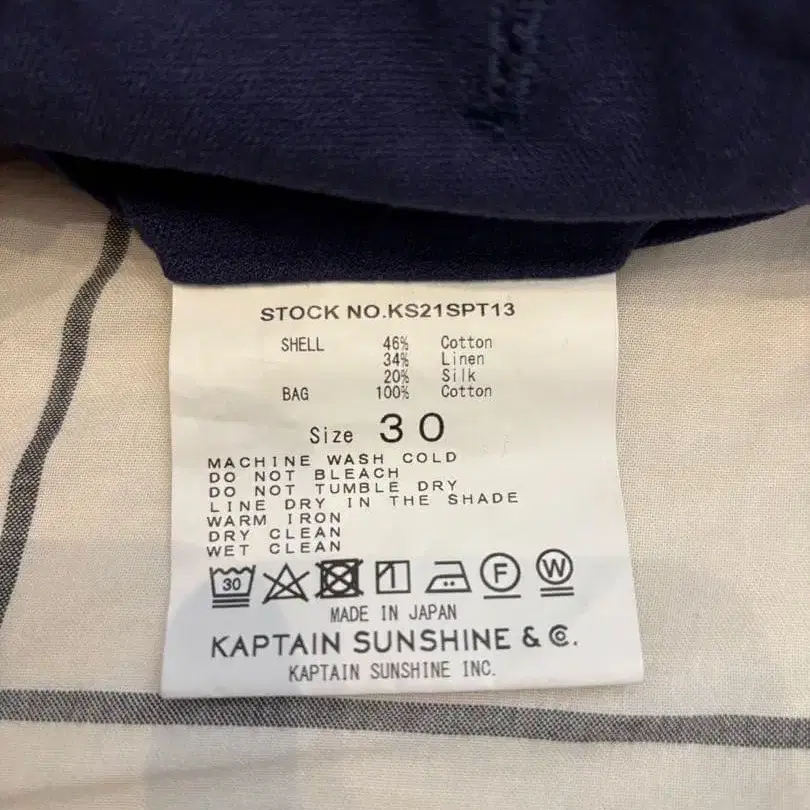 STOCK NO.KS21SPT13
SHELL 46% Cotton
34% Linen
20% Silk
BAG 100% Cotton
Size 30
MACHINE WASH COLD
DO NOT BLEACH
DO NOT TUMBLE DRY
LINE DRY IN THE SHADE
WARM IRON
DRY CLEAN
WET CLEAN
30 F W
MADE IN JAPAN
KAPTAIN SUNSHINE & Co.
KAPTAIN SUNSHINE INC.